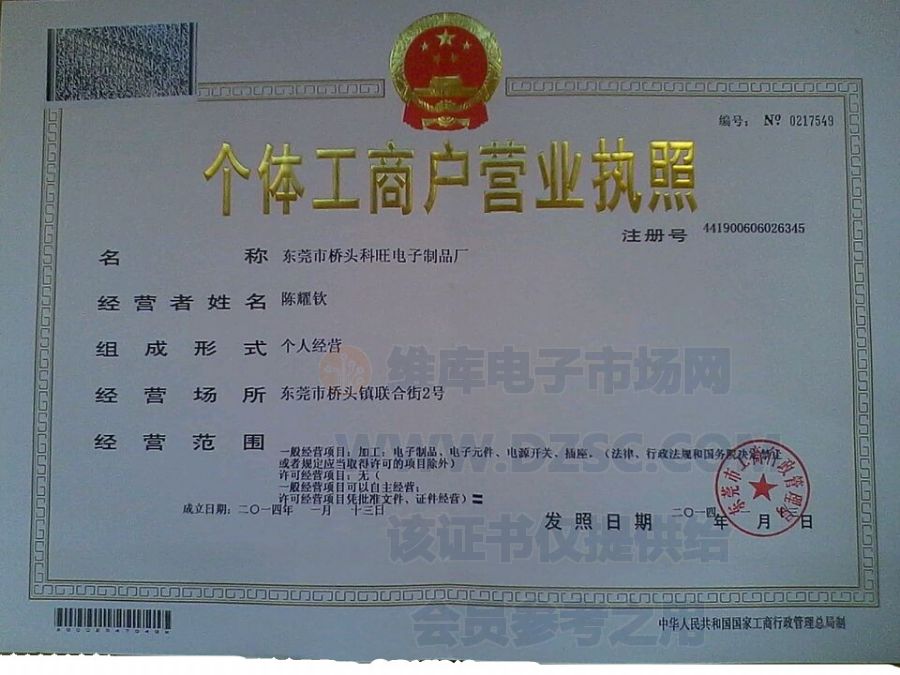 编号： Nº 0217549
个体工商户营业执照
注册号 441900606026345
名称 东莞市桥头科旺电子制品厂
经营者姓名 陈耀钦
组成形式 个人经营
维库电子市场网
经营场所 东莞市桥头镇联合街2号
WWW.DZSC.COM
经营范围
一般经营项目：加工：电子制品、电子元件、电源开关、插座。（法律、行政法规和国务院决定禁止
或者规定应当取得许可的项目除外）
许可经营项目：无（
一般经营项目可以自主经营；
许可经营项目凭批准文件、证件经营）
成立日期：二〇一四年 一月 十三日
发照日期 二〇一四年 月 日
东莞市工商行政管理局
该证书仅提供给
会员参考之用
中华人民共和国国家工商行政管理总局制